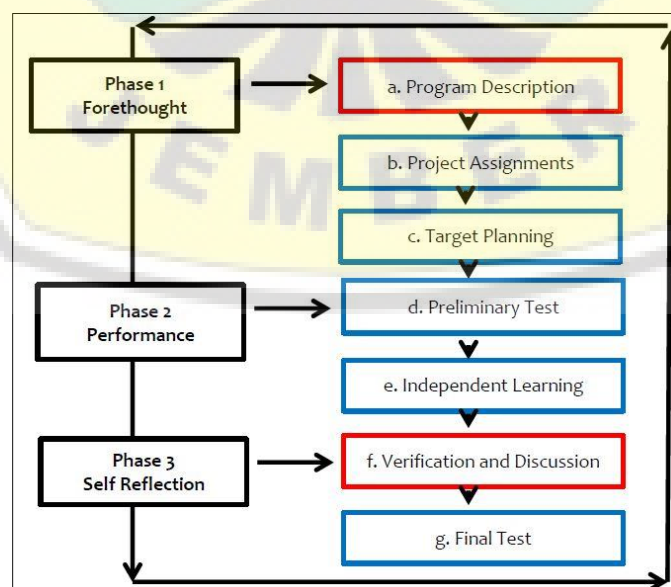 Phase 1
Forethought
a. Program Description
b. Project Assignments
c. Target Planning
Phase 2
Performance
d. Preliminary Test
e. Independent Learning
Phase 3
Self Reflection
f. Verification and Discussion
g. Final Test
JEMBER